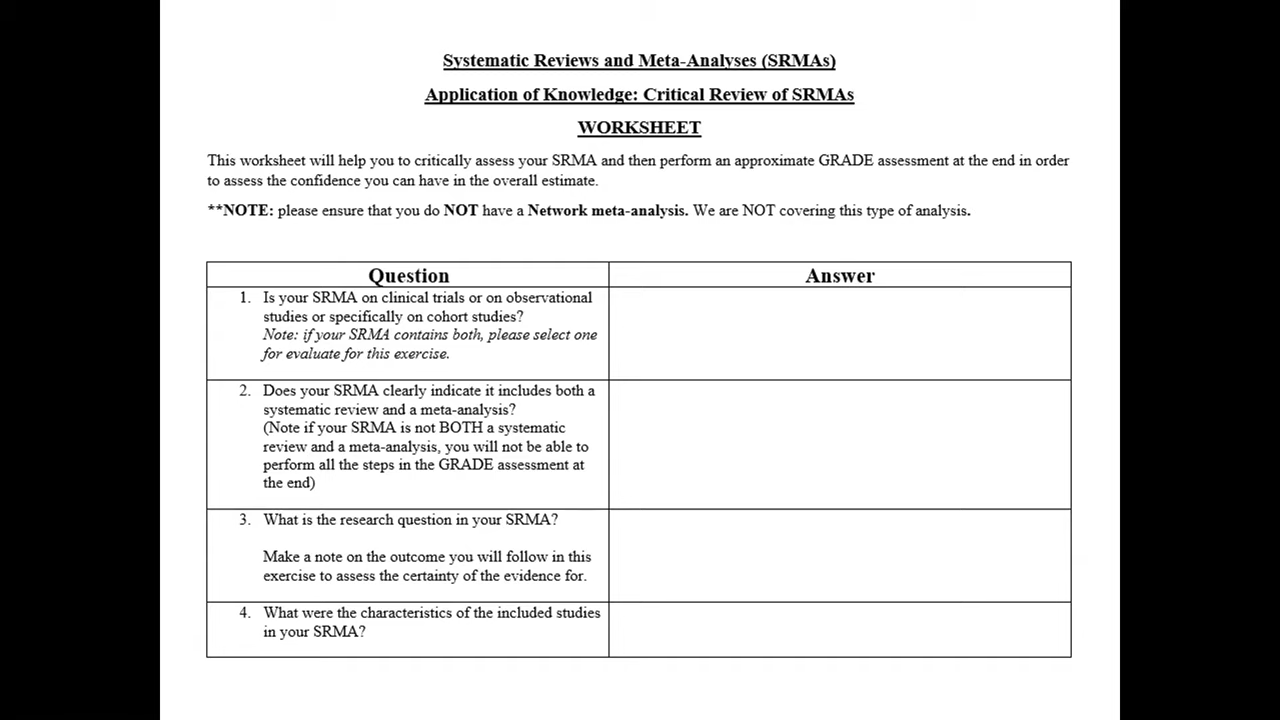 Systematic Reviews and Meta-Analyses (SRMAs)
Application of Knowledge: Critical Review of SRMAs
WORKSHEET
This worksheet will help you to critically assess your SRMA and then perform an approximate GRADE assessment at the end in order
to assess the confidence you can have in the overall estimate.
**NOTE: please ensure that you do NOT have a Network meta-analysis. We are NOT covering this type of analysis.
Question
Answer
1. Is your SRMA on clinical trials or on observational
studies or specifically on cohort studies?
Note: if your SRMA contains both, please select one
for evaluate for this exercise.
2. Does your SRMA clearly indicate it includes both a
systematic review and a meta-analysis?
(Note if your SRMA is not BOTH a systematic
review and a meta-analysis, you will not be able to
perform all the steps in the GRADE assessment at
the end)
3. What is the research question in your SRMA?
Make a note on the outcome you will follow in this
exercise to assess the certainty of the evidence for.
4. What were the characteristics of the included studies
in your SRMA?